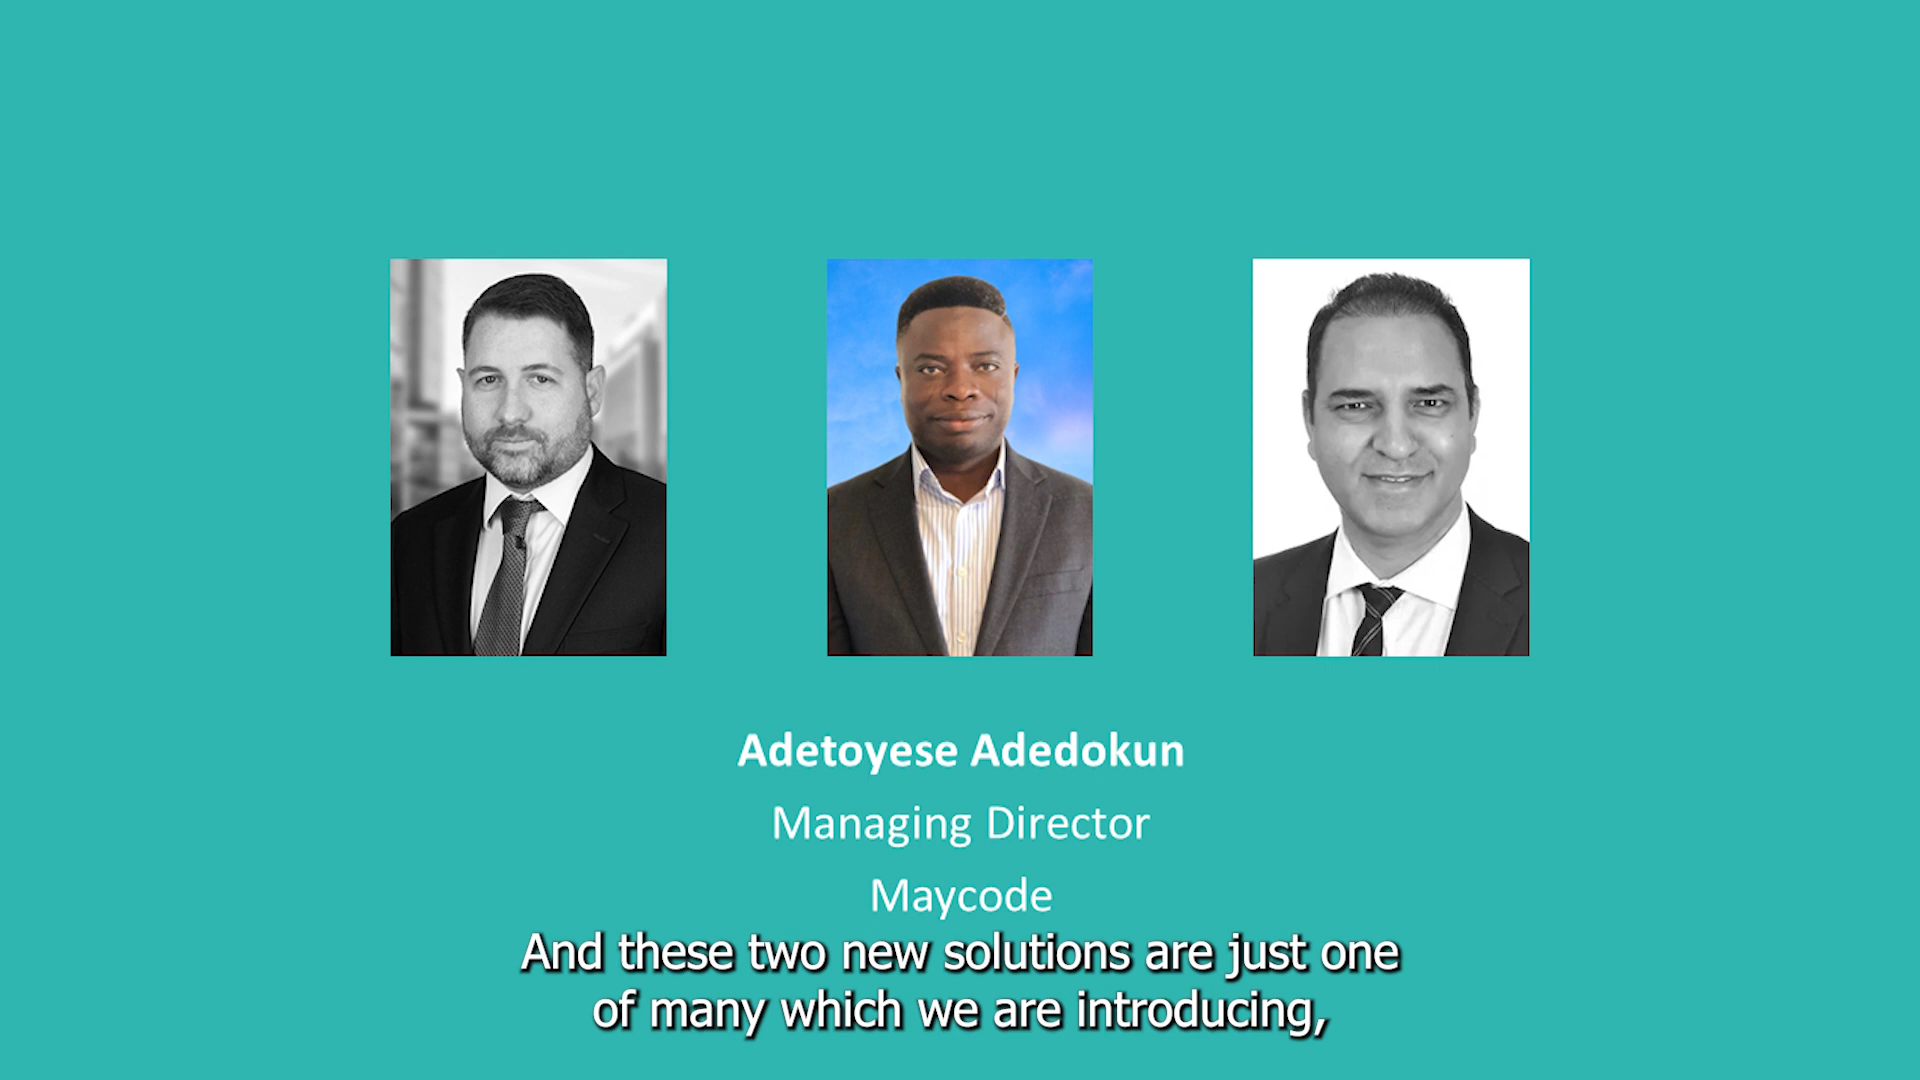 Adetoyese Adedokun
Managing Director
Maycode
And these two new solutions are just one
of many which we are introducing,